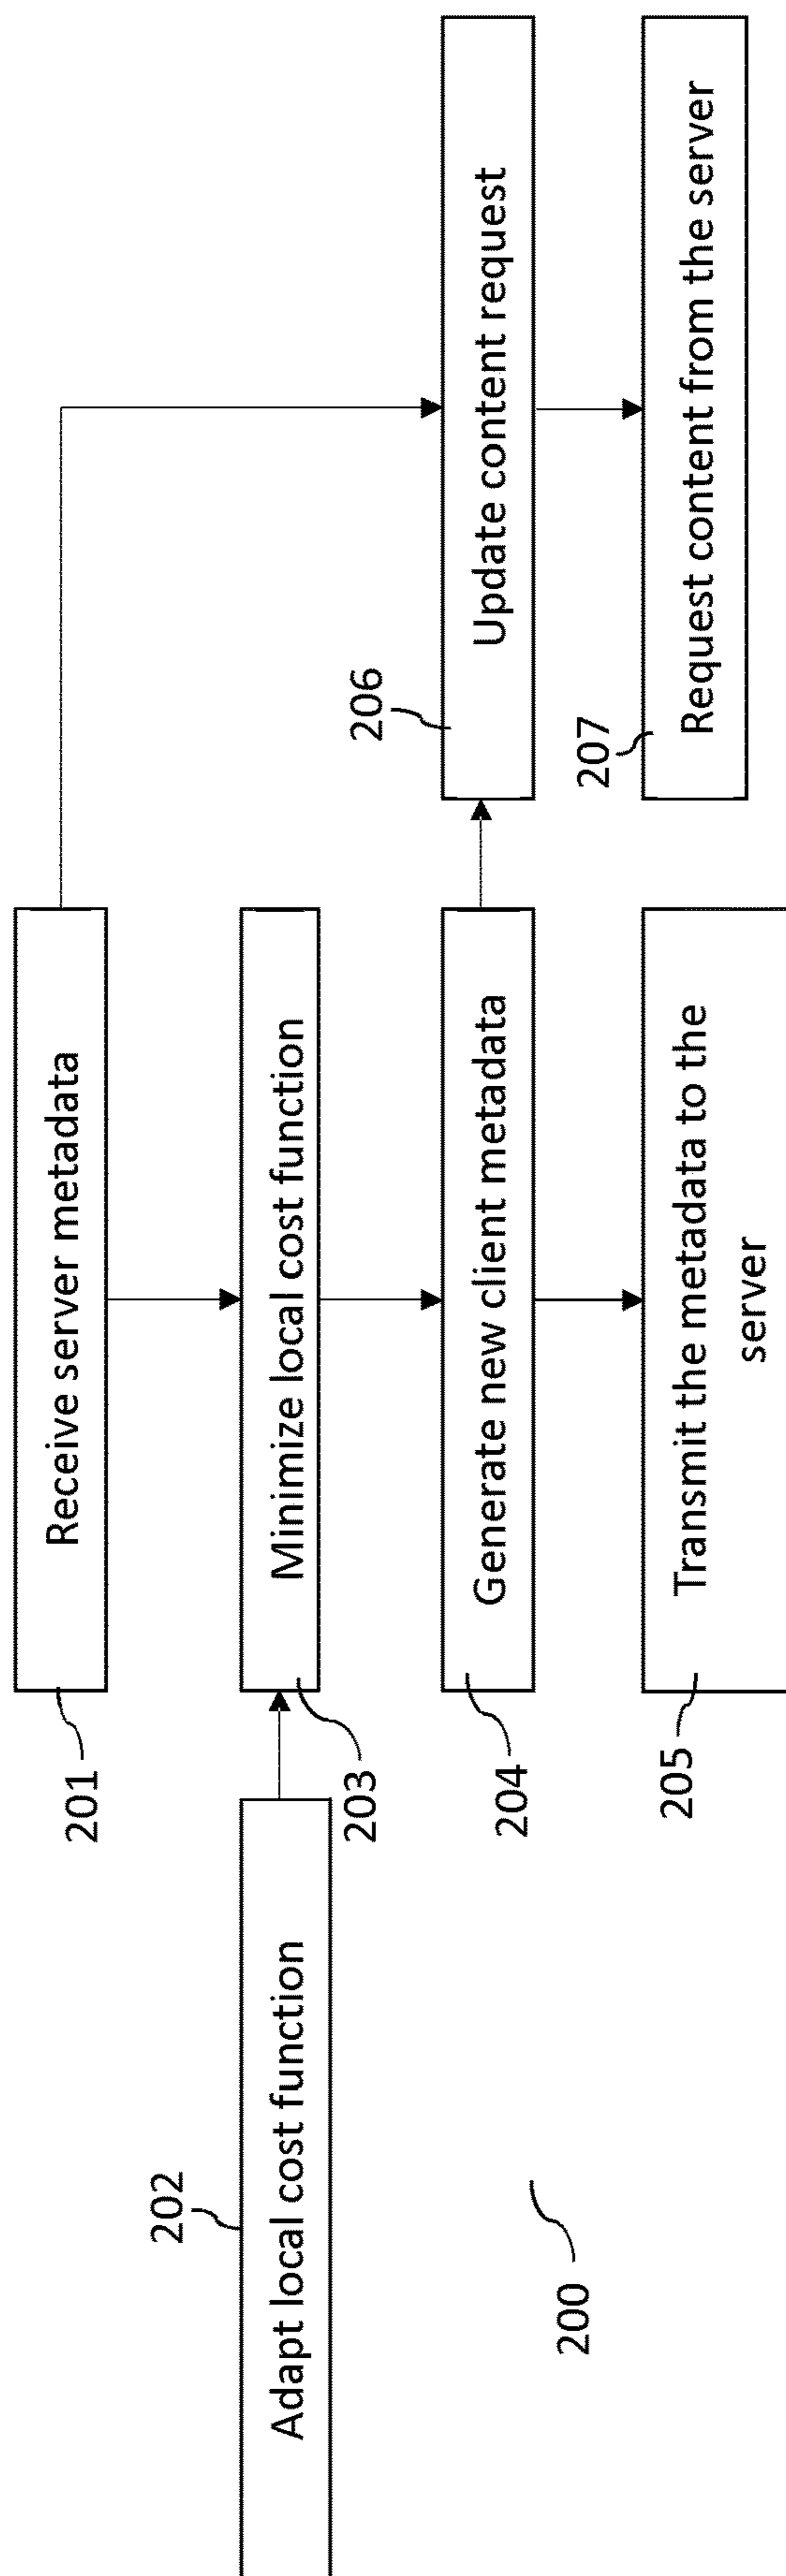 201
Receive server metadata
202
Adapt local cost function
Minimize local cost function
203
206
Generate new client metadata
Update content request
204
207
Transmit the metadata to the
server
Request content from the server
205
200